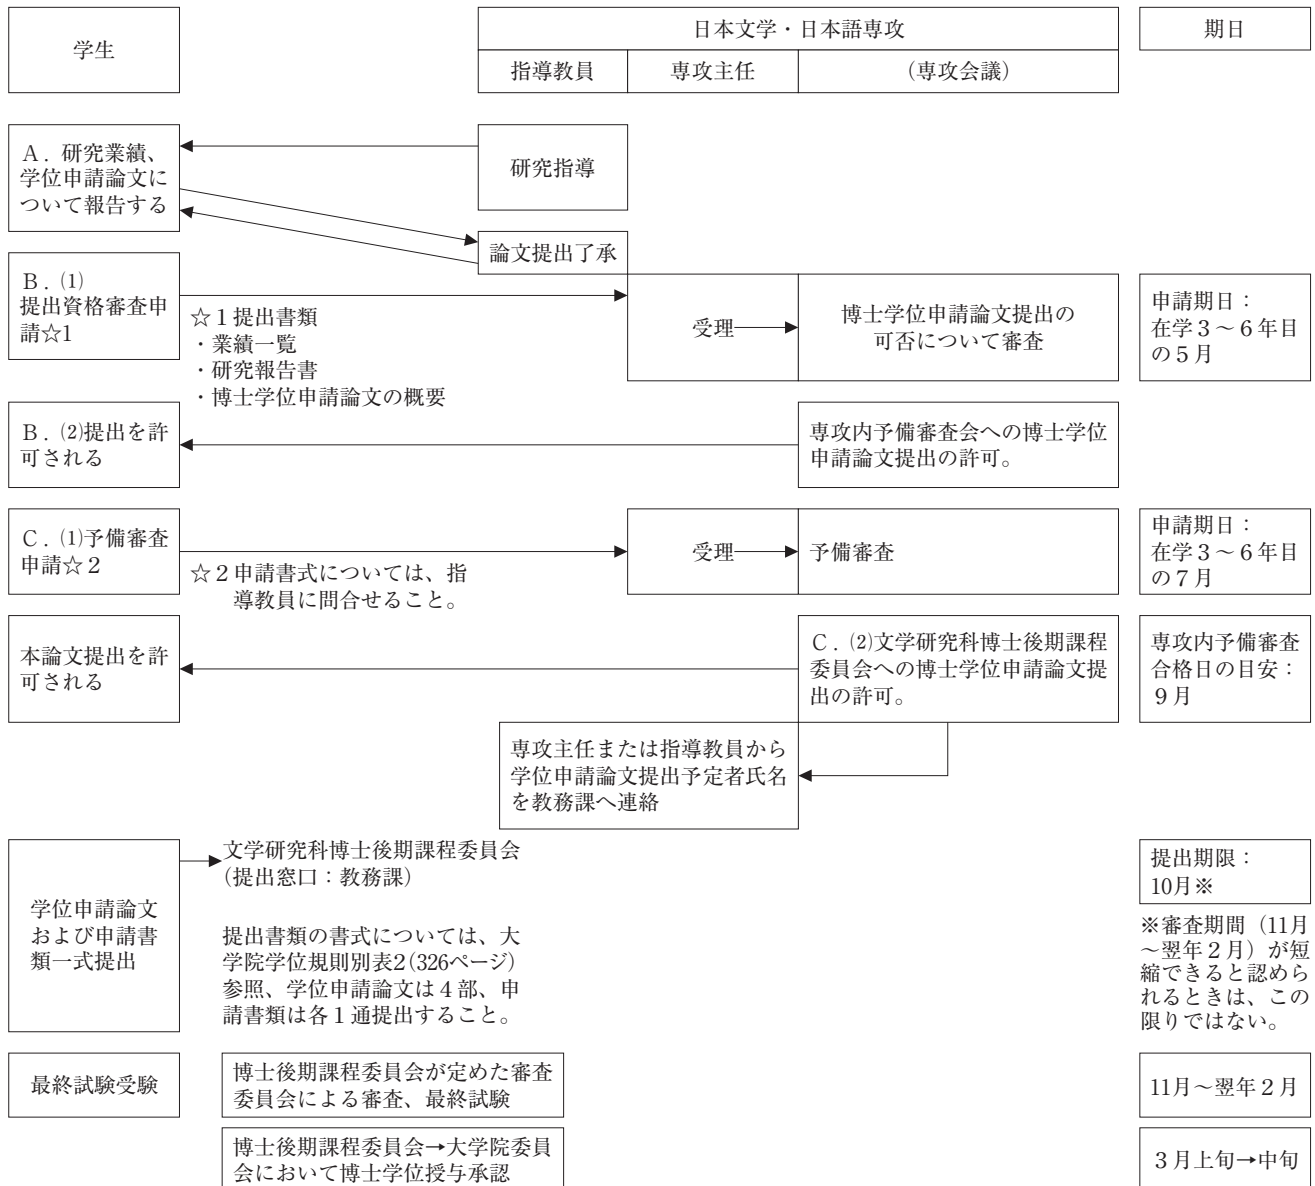 学生
日本文学・日本語専攻
期日
指導教員
専攻主任
(専攻会議)
A．研究業績、
学位申請論文に
ついて報告する
研究指導
論文提出了承
B．⑴
提出資格審査申
請☆1
☆１提出書類
・業績一覧
・研究報告書
・博士学位申請論文の概要
受理
博士学位申請論文提出の
可否について審査
申請期日：
在学３～６年目
の５月
B．⑵提出を許
可される
専攻内予備審査会への博士学位
申請論文提出の許可。
C．⑴予備審査
申請☆２
☆２申請書式については、指
導教員に問合せること。
受理
予備審査
申請期日：
在学３～６年目
の７月
本論文提出を許
可される
C．⑵文学研究科博士後期課程
委員会への博士学位申請論文提
出の許可。
専攻内予備審査
合格日の目安：
９月
専攻主任または指導教員から
学位申請論文提出予定者氏名
を教務課へ連絡
学位申請論文
および申請書
類一式提出
文学研究科博士後期課程委員会
(提出窓口：教務課)
提出書類の書式については、大
学院学位規則別表2(326ページ)
参照、学位申請論文は４部、申
請書類は各１通提出すること。
提出期限：
10月※
※審査期間（11月
～翌年２月）が短
縮できると認めら
れるときは、この
限りではない。
最終試験受験
博士後期課程委員会が定めた審査
委員会による審査、最終試験
11月～翌年２月
博士後期課程委員会→大学院委員
会において博士学位授与承認
３月上旬→中旬